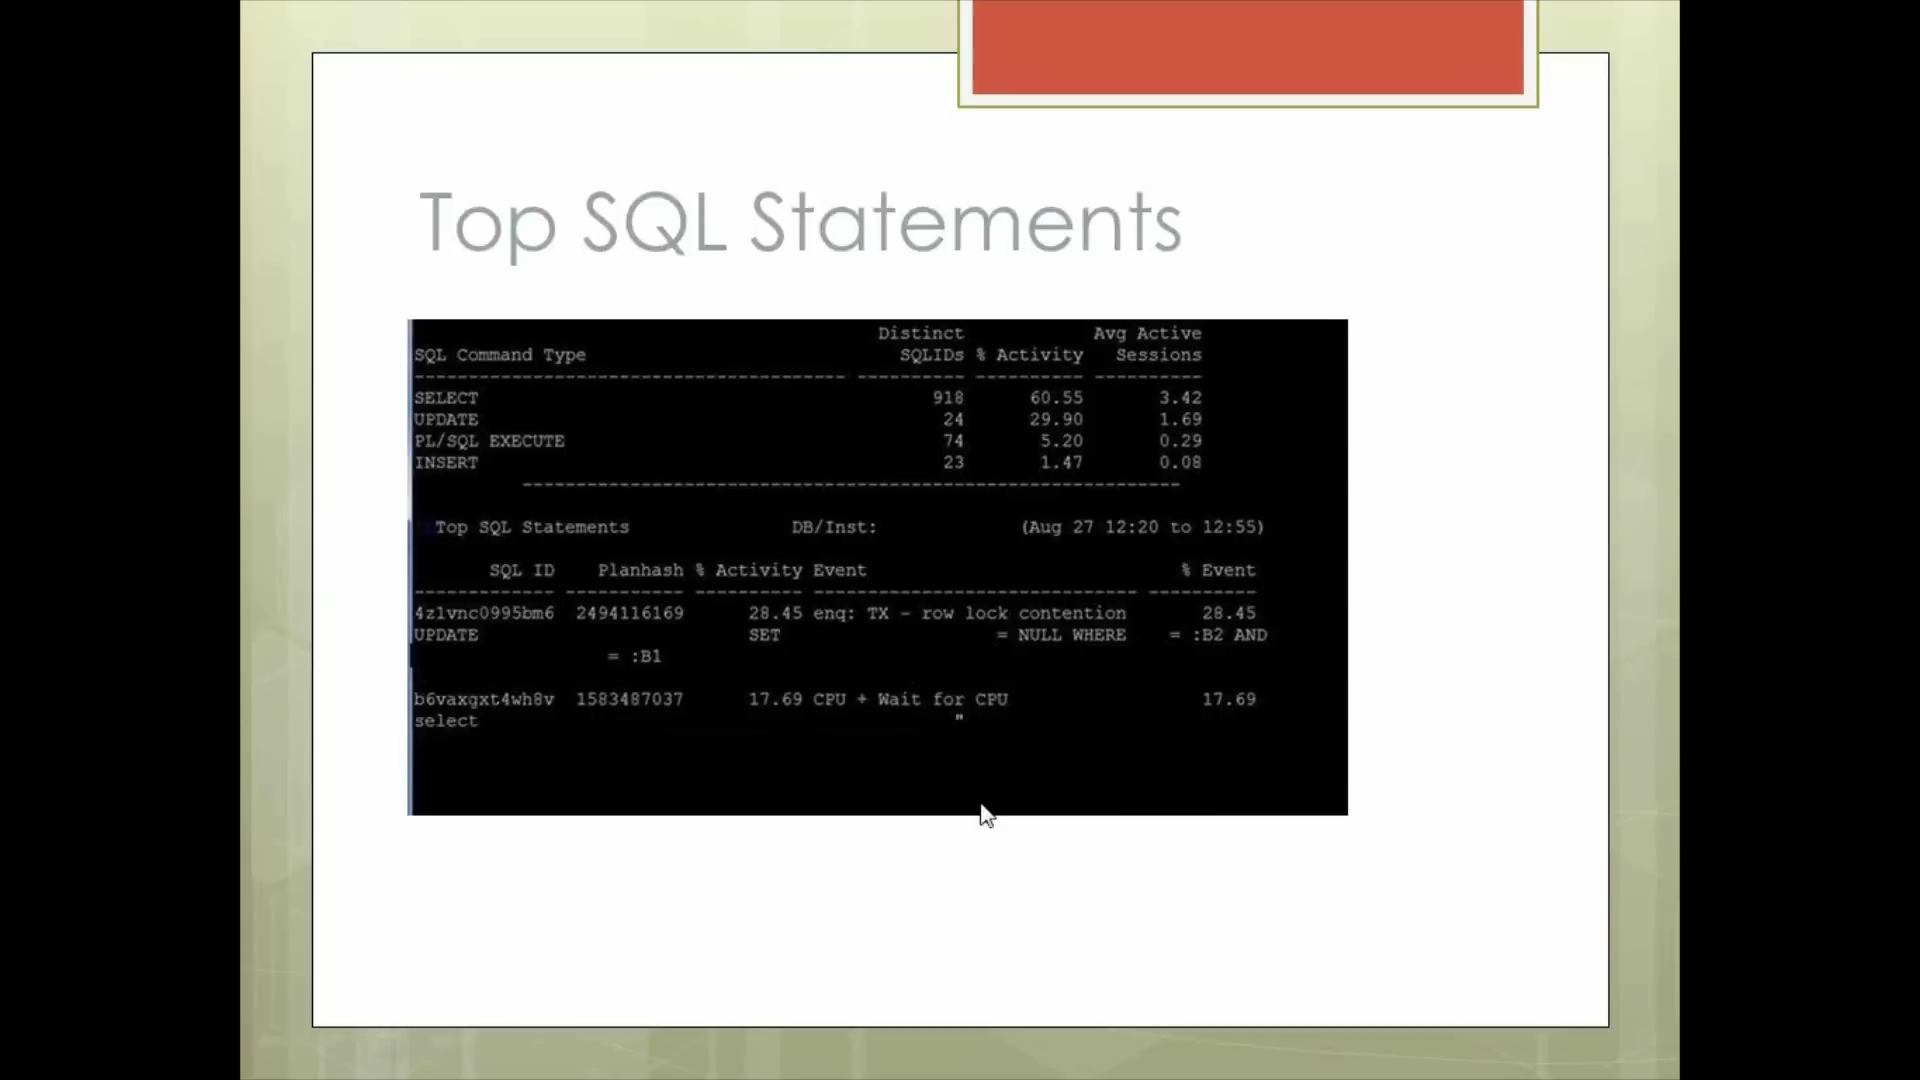 Top SQL Statements
Distinct Avg Active
SQL Command Type SQLIDs % Activity Sessions
---------------------------------------- ---------- ---------- ----------
SELECT 918 60.55 3.42
UPDATE 24 29.90 1.69
PL/SQL EXECUTE 74 5.20 0.29
INSERT 23 1.47 0.08
-------------------------------------------------------------
Top SQL Statements DB/Inst: (Aug 27 12:20 to 12:55)
SQL ID Planhash % Activity Event % Event
------------- ----------- ---------- ------------------------------ ----------
4z1vnc0995bm6 2494116169 28.45 enq: TX - row lock contention 28.45
UPDATE SET = NULL WHERE = :B2 AND
= :B1
b6vaxgxt4wh8v 1583487037 17.69 CPU + Wait for CPU 17.69
select "